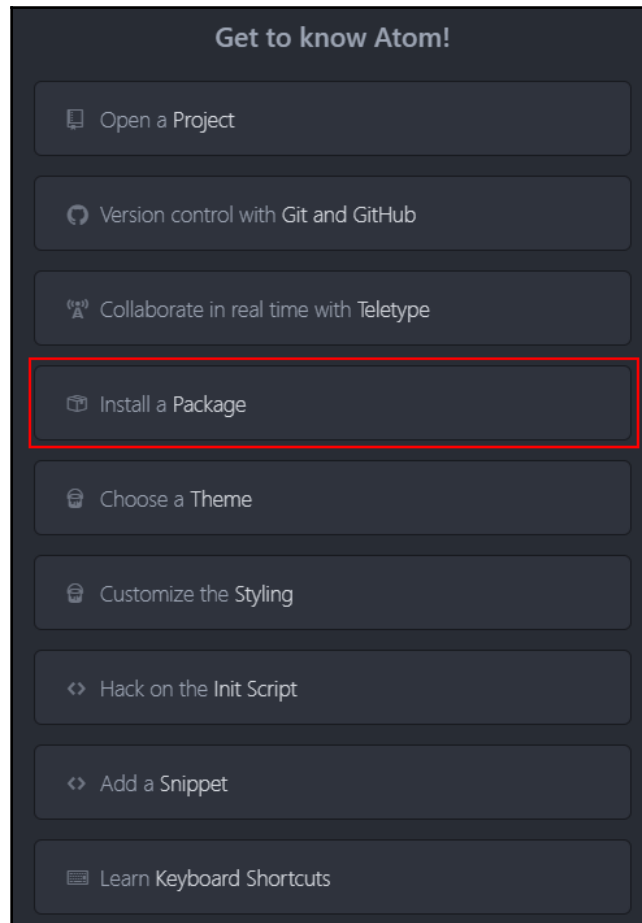 Get to know Atom!
Open a Project
Version control with Git and GitHub
Collaborate in real time with Teletype
Install a Package
Choose a Theme
Customize the Styling
Hack on the Init Script
Add a Snippet
Learn Keyboard Shortcuts